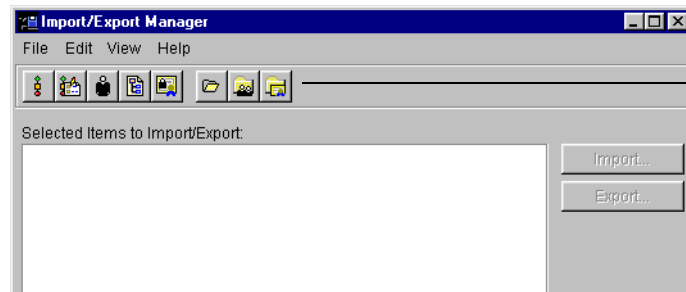 Import/Export Manager
File Edit View Help
Selected Items to Import/Export:
Import...
Export...